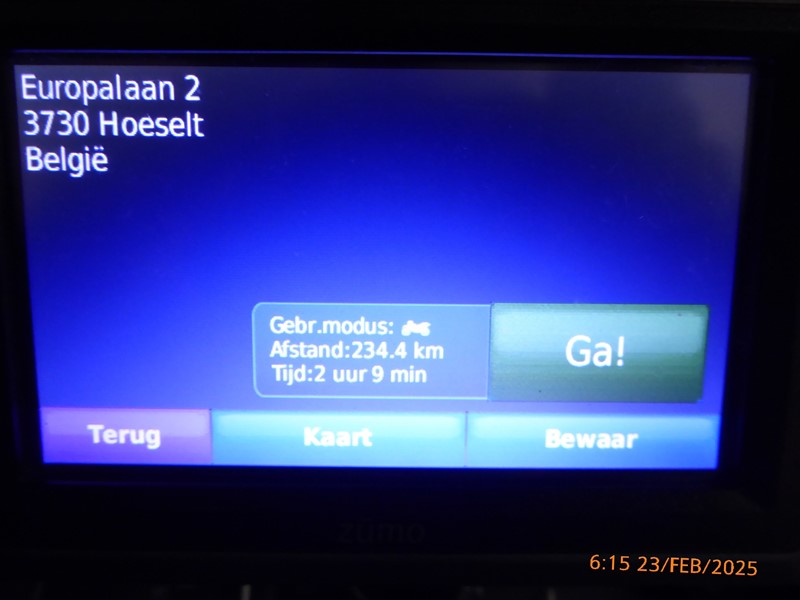 Europalaan 2
3730 Hoeselt
België
Gebr.modus:
Afstand:234.4 km
Tijd:2 uur 9 min
Ga!
Terug
Kaart
Bewaar
zūmo
6:15 23/FEB/2025